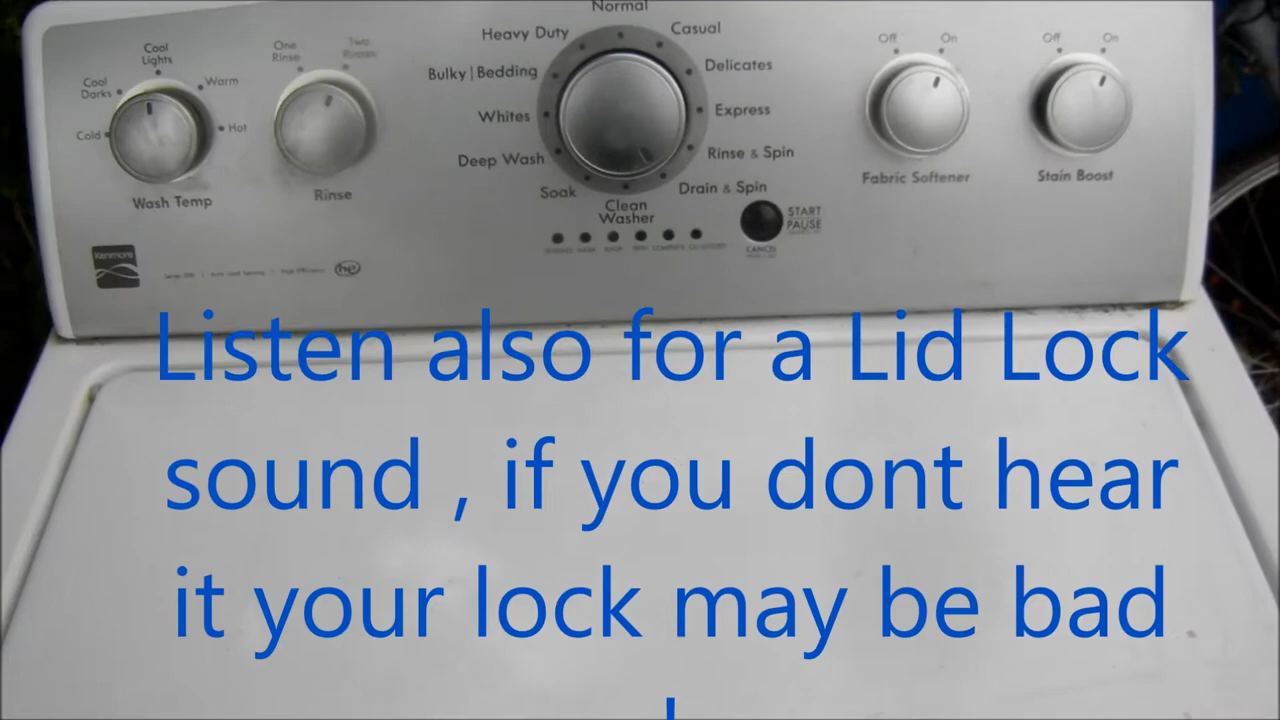 Normal
Heavy Duty
Casual
Bulky | Bedding
Delicates
Whites
Express
Deep Wash
Rinse & Spin
Soak
Drain & Spin
Clean
Washer
Cool
Lights
Cool
Darks
Warm
Cold
Hot
Wash Temp
One
Rinse
Two
Rinses
Rinse
Off
On
Fabric Softener
Off
On
Stain Boost
START
PAUSE
CANCEL
Kenmore
he
Listen also for a Lid Lock
sound , if you dont hear
it your lock may be bad